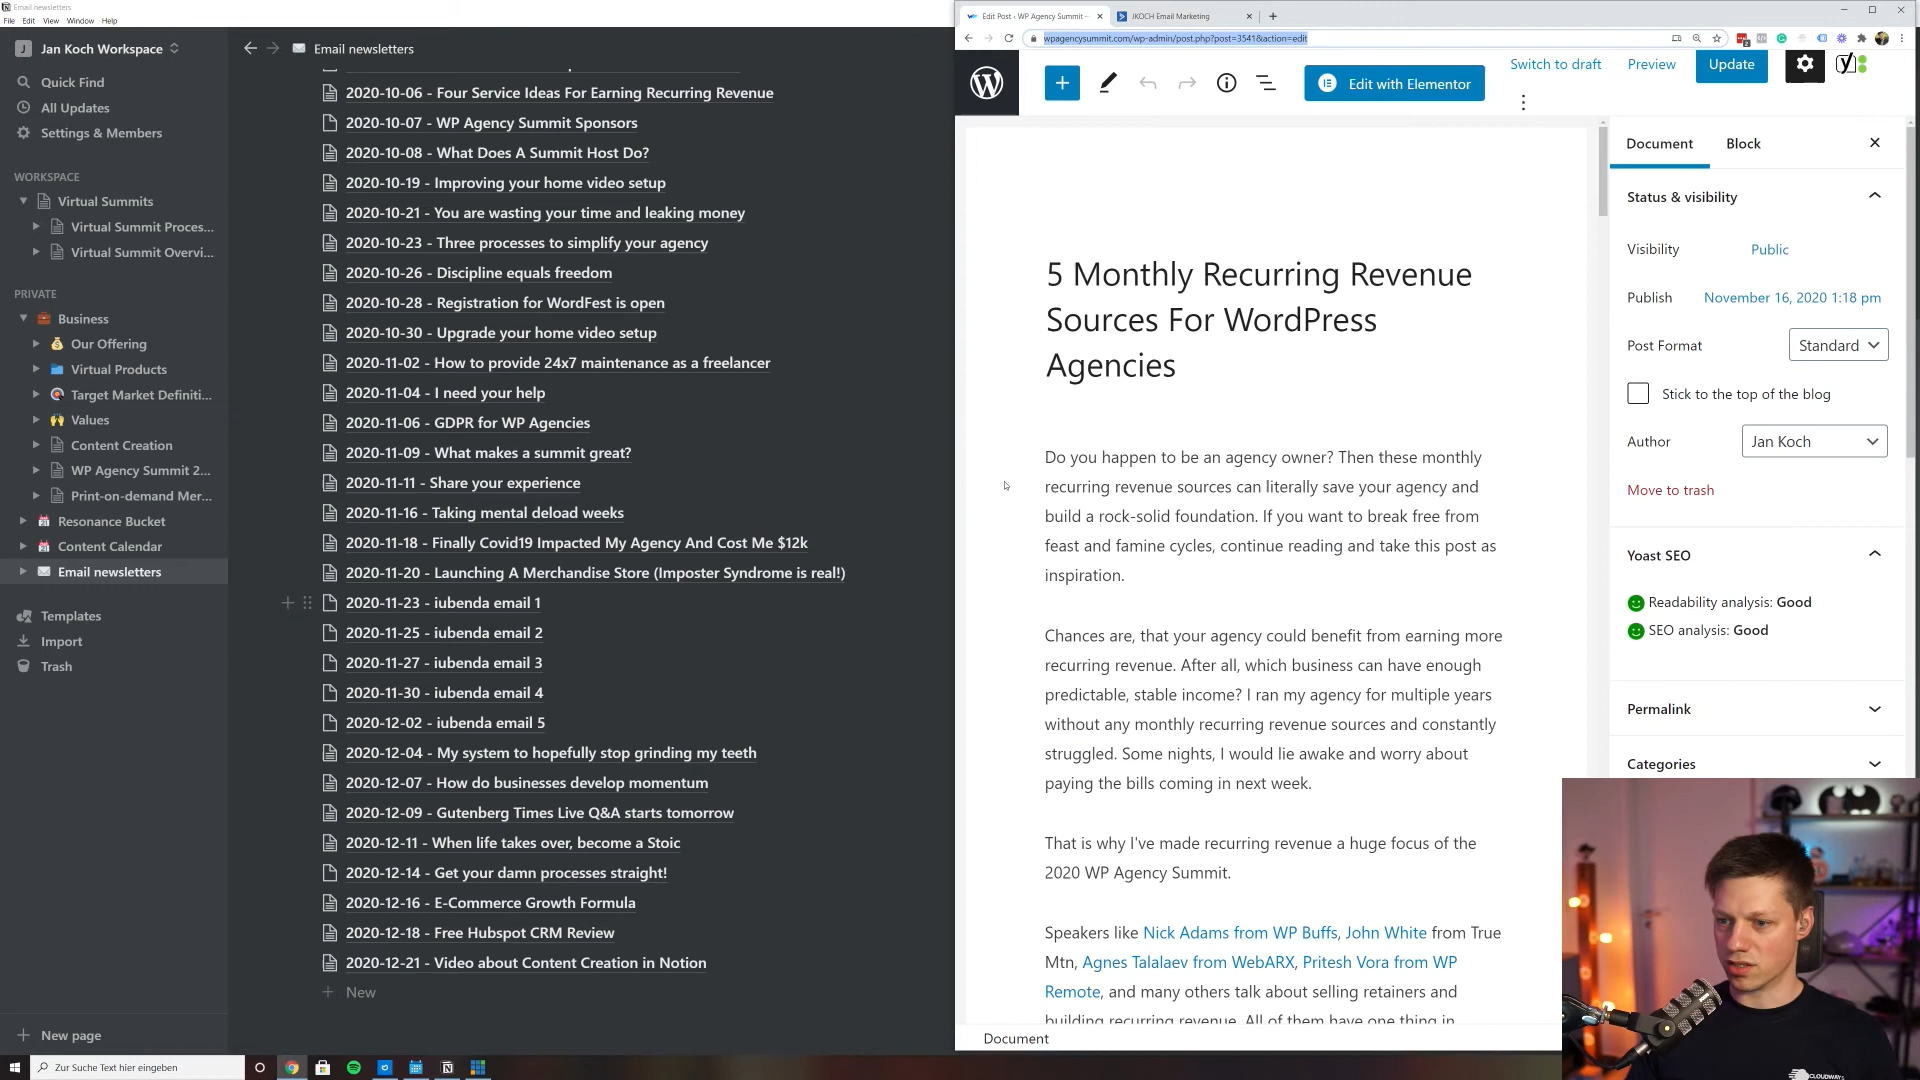 Email newsletters
File Edit View Window Help
J Jan Koch Workspace
Quick Find
All Updates
Settings & Members
WORKSPACE
Virtual Summits
Virtual Summit Proces...
Virtual Summit Overvi...
PRIVATE
Business
Our Offering
Virtual Products
Target Market Definiti...
Values
Content Creation
WP Agency Summit 2...
Print-on-demand Mer...
Resonance Bucket
Content Calendar
Email newsletters
Templates
Import
Trash
New page
Email newsletters
2020-10-06 - Four Service Ideas For Earning Recurring Revenue
2020-10-07 - WP Agency Summit Sponsors
2020-10-08 - What Does A Summit Host Do?
2020-10-19 - Improving your home video setup
2020-10-21 - You are wasting your time and leaking money
2020-10-23 - Three processes to simplify your agency
2020-10-26 - Discipline equals freedom
2020-10-28 - Registration for WordFest is open
2020-10-30 - Upgrade your home video setup
2020-11-02 - How to provide 24x7 maintenance as a freelancer
2020-11-04 - I need your help
2020-11-06 - GDPR for WP Agencies
2020-11-09 - What makes a summit great?
2020-11-11 - Share your experience
2020-11-16 - Taking mental deload weeks
2020-11-18 - Finally Covid19 Impacted My Agency And Cost Me $12k
2020-11-20 - Launching A Merchandise Store (Imposter Syndrome is real!)
2020-11-23 - iubenda email 1
2020-11-25 - iubenda email 2
2020-11-27 - iubenda email 3
2020-11-30 - iubenda email 4
2020-12-02 - iubenda email 5
2020-12-04 - My system to hopefully stop grinding my teeth
2020-12-07 - How do businesses develop momentum
2020-12-09 - Gutenberg Times Live Q&A starts tomorrow
2020-12-11 - When life takes over, become a Stoic
2020-12-14 - Get your damn processes straight!
2020-12-16 - E-Commerce Growth Formula
2020-12-18 - Free Hubspot CRM Review
2020-12-21 - Video about Content Creation in Notion
New
Edit Post ‹ WP Agency Summit —
JKOCH Email Marketing
wpagencysummit.com/wp-admin/post.php?post=3541&action=edit
Edit with Elementor
Switch to draft
Preview
Update
5 Monthly Recurring Revenue
Sources For WordPress
Agencies
Do you happen to be an agency owner? Then these monthly
recurring revenue sources can literally save your agency and
build a rock-solid foundation. If you want to break free from
feast and famine cycles, continue reading and take this post as
inspiration.
Chances are, that your agency could benefit from earning more
recurring revenue. After all, which business can have enough
predictable, stable income? I ran my agency for multiple years
without any monthly recurring revenue sources and constantly
struggled. Some nights, I would lie awake and worry about
paying the bills coming in next week.
That is why I've made recurring revenue a huge focus of the
2020 WP Agency Summit.
Speakers like Nick Adams from WP Buffs, John White from True
Mtn, Agnes Talalaev from WebARX, Pritesh Vora from WP
Remote, and many others talk about selling retainers and
building recurring revenue. All of them have one thing in
Document
Document
Block
Status & visibility
Visibility
Public
Publish
November 16, 2020 1:18 pm
Post Format
Standard
Stick to the top of the blog
Author
Jan Koch
Move to trash
Yoast SEO
Readability analysis: Good
SEO analysis: Good
Permalink
Categories
CLOUDWAYS
Zur Suche Text hier eingeben